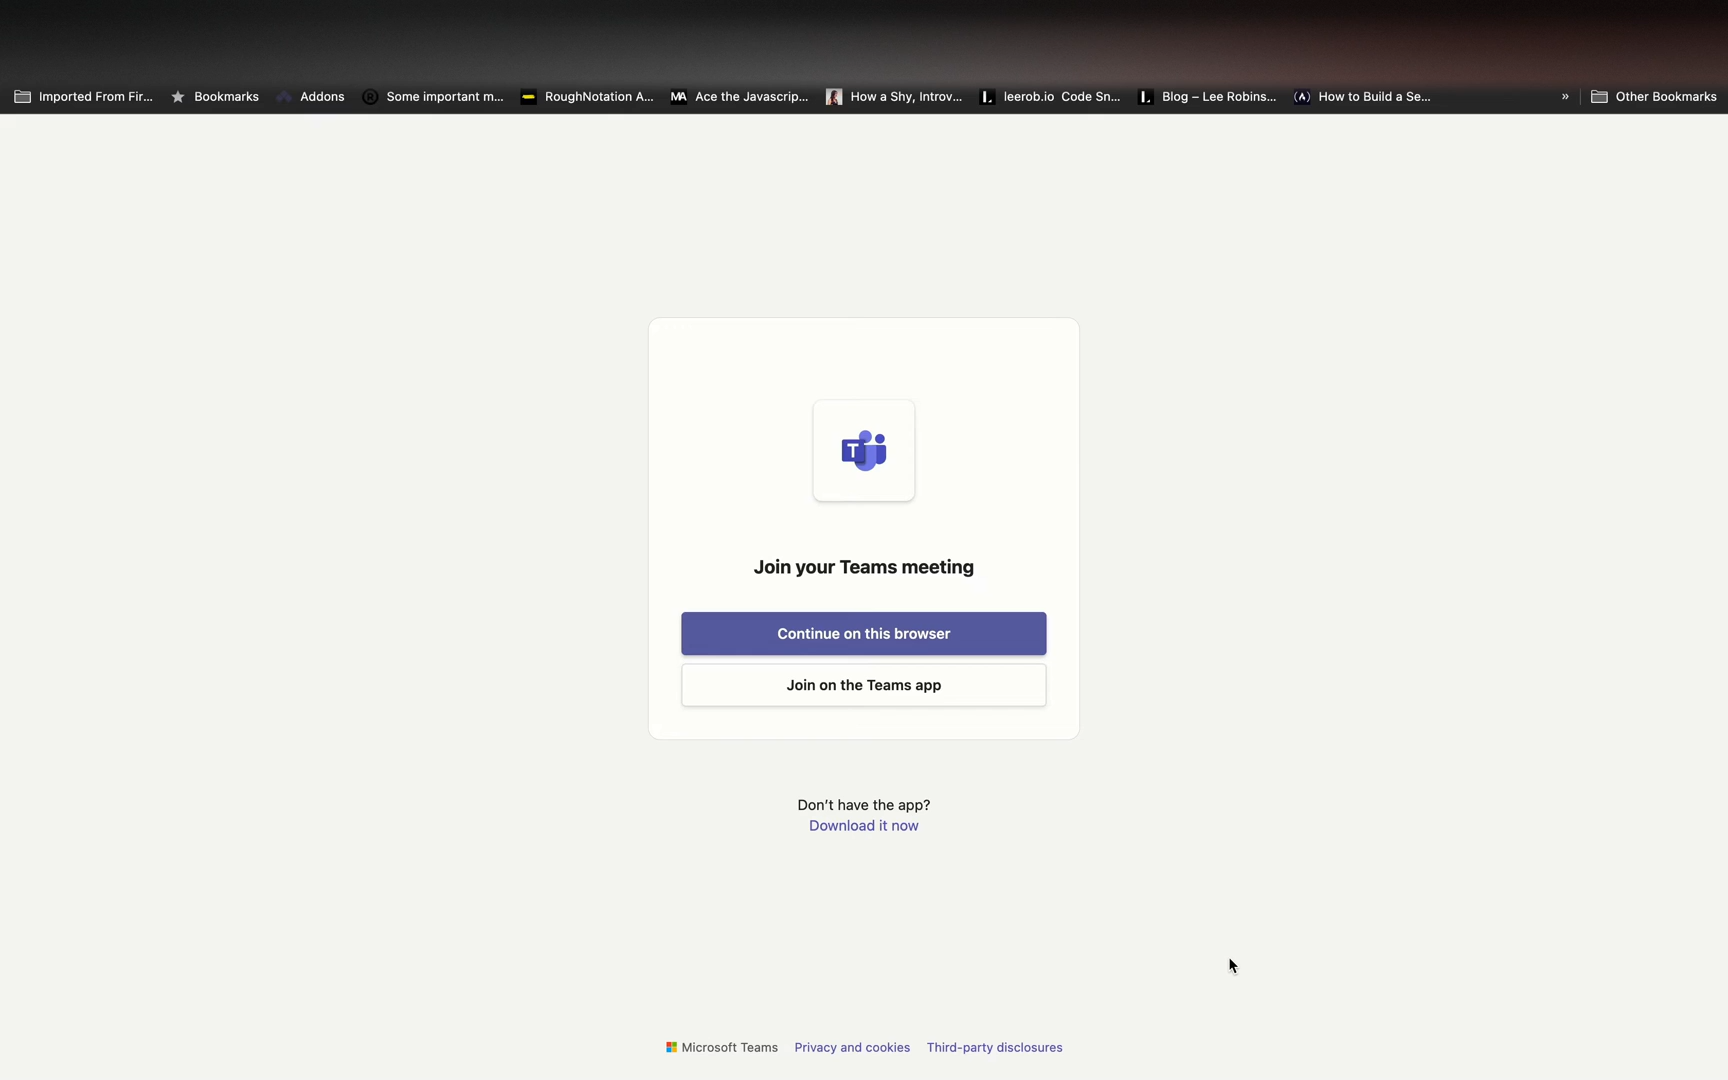 Imported From Fir... Bookmarks Addons Some important m... RoughNotation A... Ace the Javascrip... How a Shy, Introv... leerob.io Code Sn... Blog – Lee Robins... How to Build a Se... » Other Bookmarks
T
Join your Teams meeting
Continue on this browser
Join on the Teams app
Don't have the app?
Download it now
Microsoft Teams Privacy and cookies Third-party disclosures